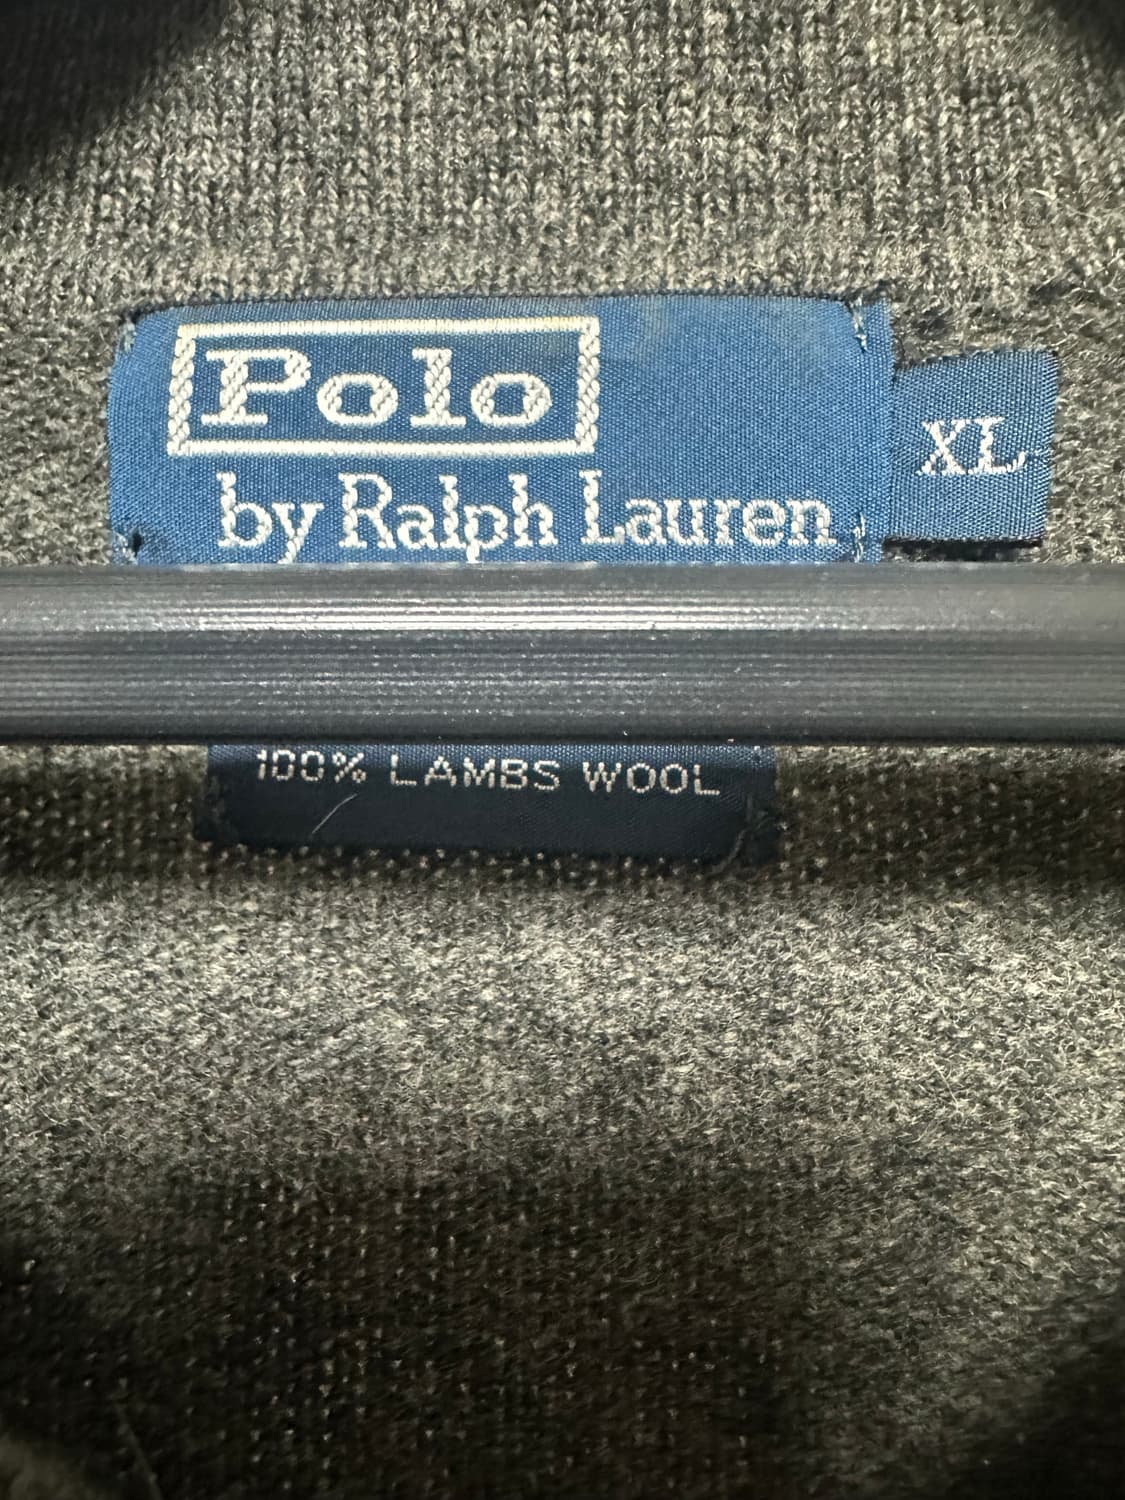 Polo
by Ralph Lauren
XL
100% LAMBS WOOL